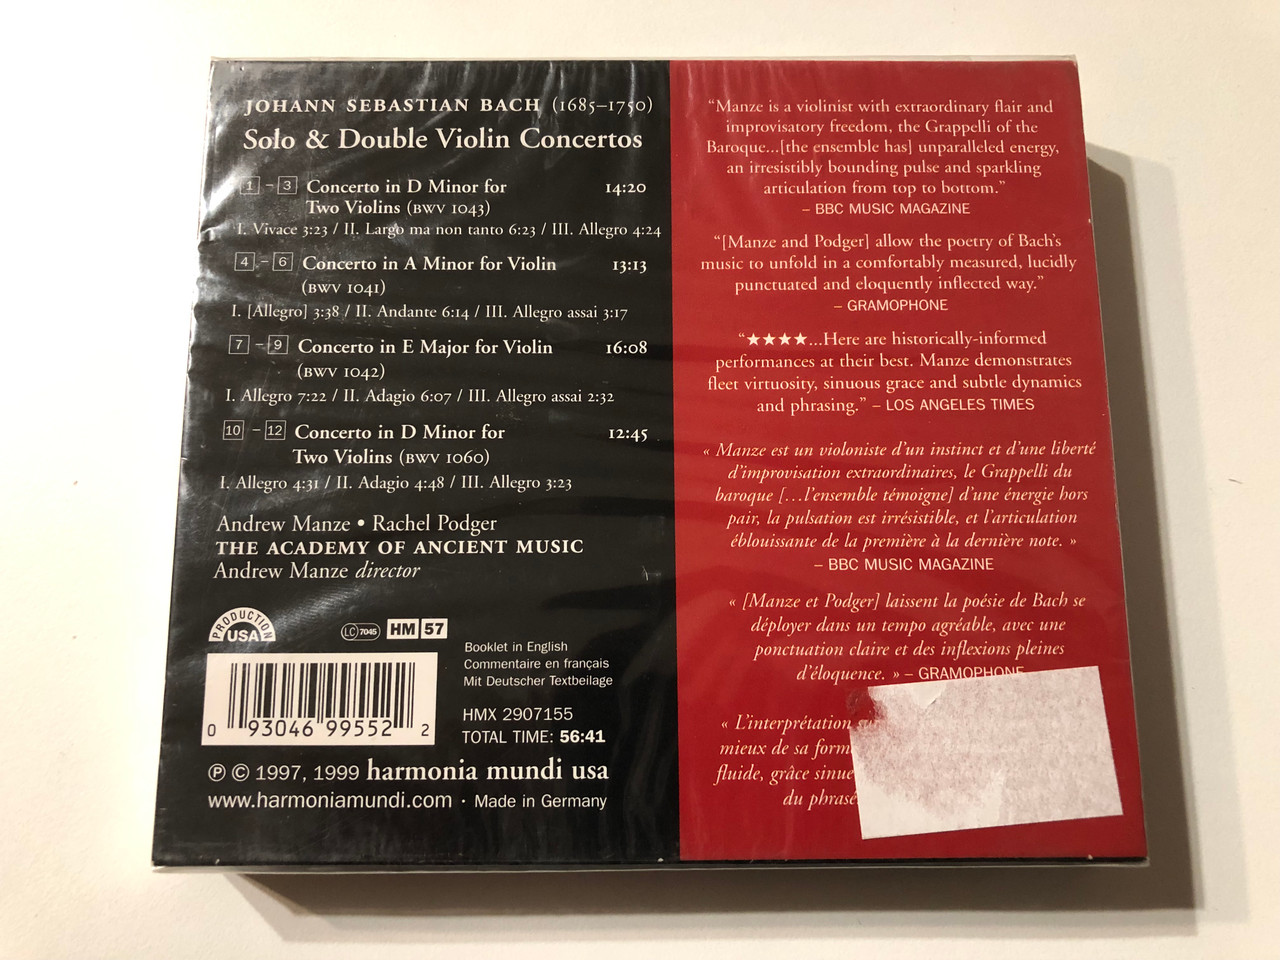 JOHANN SEBASTIAN BACH (1685–1750)
Solo & Double Violin Concertos
1 – 3 Concerto in D Minor for 14:20
Two Violins (BWV 1043)
I. Vivace 3:23 / II. Largo ma non tanto 6:23 / III. Allegro 4:24
4 – 6 Concerto in A Minor for Violin 13:13
(BWV 1041)
I. [Allegro] 3:38 / II. Andante 6:14 / III. Allegro assai 3:17
7 – 9 Concerto in E Major for Violin 16:08
(BWV 1042)
I. Allegro 7:22 / II. Adagio 6:07 / III. Allegro assai 2:32
10 – 12 Concerto in D Minor for 12:45
Two Violins (BWV 1060)
I. Allegro 4:31 / II. Adagio 4:48 / III. Allegro 3:23
Andrew Manze • Rachel Podger
THE ACADEMY OF ANCIENT MUSIC
Andrew Manze director
PRODUCTION
USA
LC 7045 HM 57
Booklet in English
Commentaire en français
Mit Deutscher Textbeilage
0 93046 99552 2
HMX 2907155
TOTAL TIME: 56:41
℗ © 1997, 1999 harmonia mundi usa
www.harmoniamundi.com · Made in Germany
“Manze is a violinist with extraordinary flair and
improvisatory freedom, the Grappelli of the
Baroque...[the ensemble has] unparalleled energy,
an irresistibly bounding pulse and sparkling
articulation from top to bottom.”
– BBC MUSIC MAGAZINE
“[Manze and Podger] allow the poetry of Bach’s
music to unfold in a comfortably measured, lucidly
punctuated and eloquently inflected way.”
– GRAMOPHONE
“★★★★...Here are historically-informed
performances at their best. Manze demonstrates
fleet virtuosity, sinuous grace and subtle dynamics
and phrasing.” – LOS ANGELES TIMES
« Manze est un violoniste d’un instinct et d’une liberté
d’improvisation extraordinaires, le Grappelli du
baroque [...l’ensemble témoigne] d’une énergie hors
pair, la pulsation est irrésistible, et l’articulation
éblouissante de la première à la dernière note. »
– BBC MUSIC MAGAZINE
« [Manze et Podger] laissent la poésie de Bach se
déployer dans un tempo agréable, avec une
ponctuation claire et des inflexions pleines
d’éloquence. » – GRAMOPHONE
« L’interprétation sur
mieux de sa form
fluide, grâce sinue
du phrasé